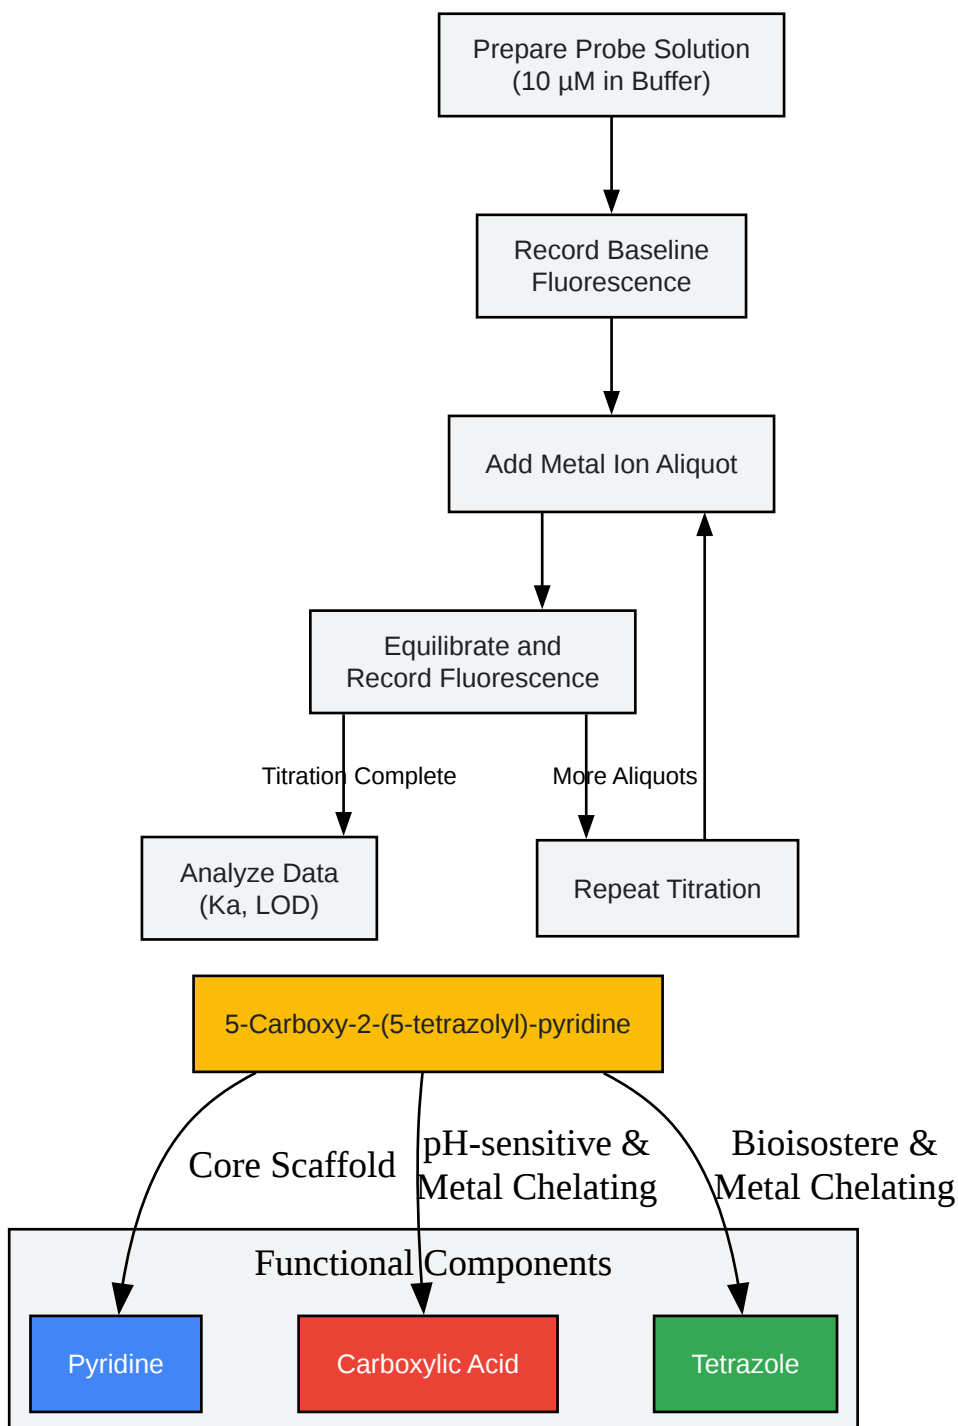 Prepare Probe Solution
(10 µM in Buffer)
Record Baseline
Fluorescence
Add Metal Ion Aliquot
Equilibrate and
Record Fluorescence
Titration Complete
More Aliquots
Analyze Data
(Ka, LOD)
Repeat Titration
5-Carboxy-2-(5-tetrazolyl)-pyridine
Core Scaffold
pH-sensitive &
Metal Chelating
Bioisostere &
Metal Chelating
Functional Components
Pyridine
Carboxylic Acid
Tetrazole